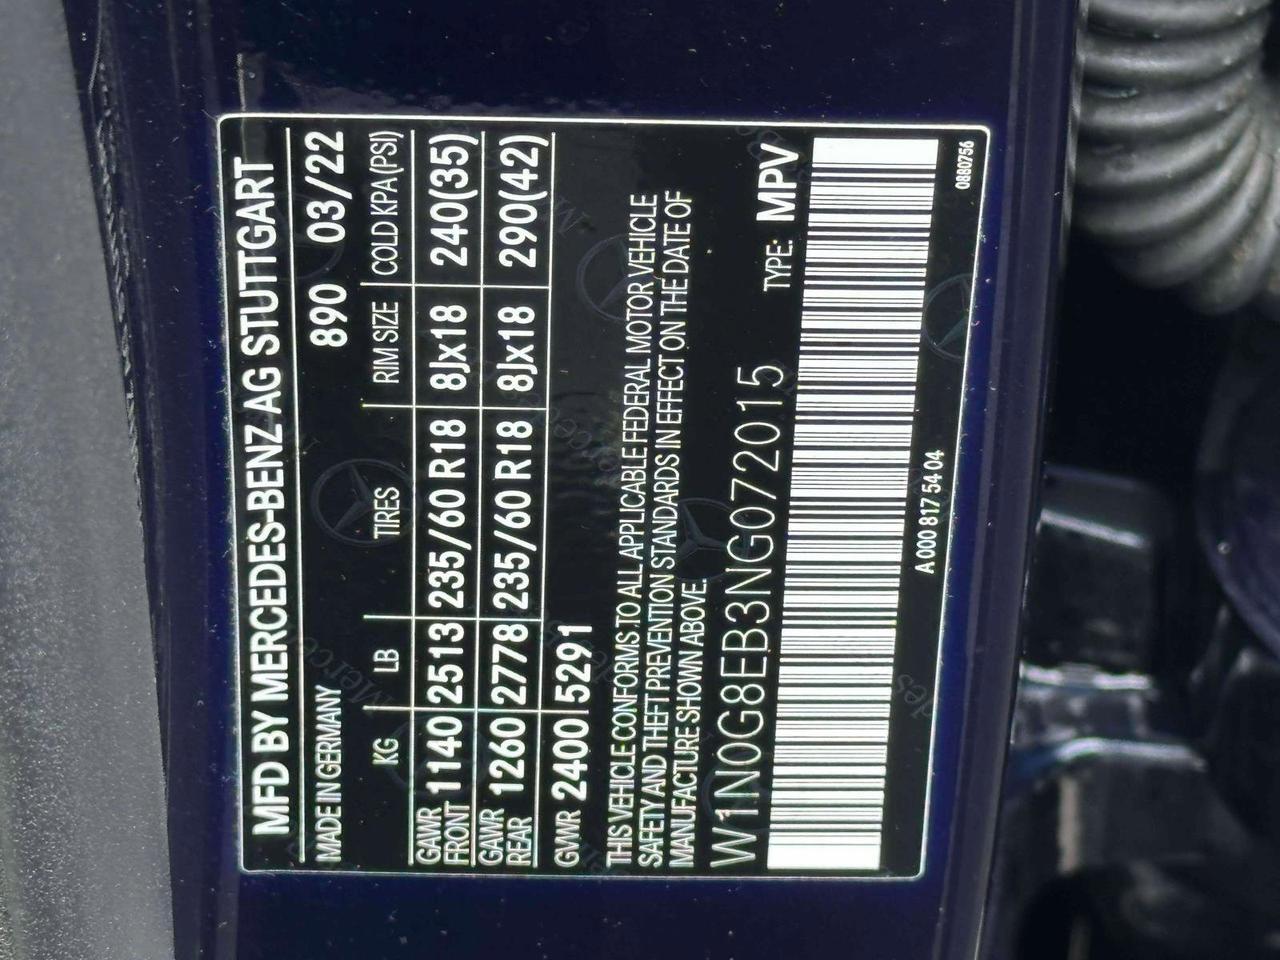 MFD BY MERCEDES-BENZ AG STUTTGART
MADE IN GERMANY 890 03/22
KG LB TIRES RIM SIZE COLD KPA(PSI)
GAWR FRONT 1140 2513 235/60 R18 8Jx18 240(35)
GAWR REAR 1260 2778 235/60 R18 8Jx18 290(42)
GVWR 2400 5291
THIS VEHICLE CONFORMS TO ALL APPLICABLE FEDERAL MOTOR VEHICLE
SAFETY AND THEFT PREVENTION STANDARDS IN EFFECT ON THE DATE OF
MANUFACTURE SHOWN ABOVE.
W1N0G8EB3NG072015 TYPE: MPV
A 000 817 54 04
0880756